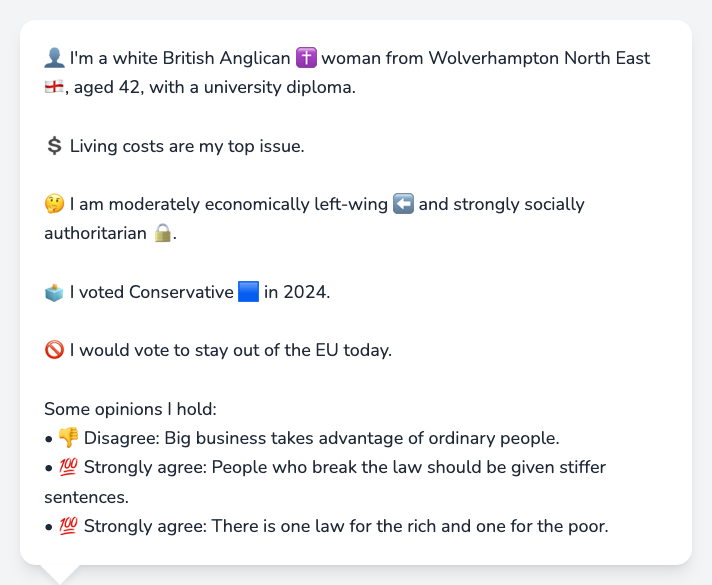 👤 I'm a white British Anglican ✝️ woman from Wolverhampton North East
🏴󠁧󠁢󠁥󠁮󠁧󠁿, aged 42, with a university diploma.
💲 Living costs are my top issue.
🤔 I am moderately economically left-wing ⬅️ and strongly socially
authoritarian 🔒.
🗳️ I voted Conservative 🟦 in 2024.
🚫 I would vote to stay out of the EU today.
Some opinions I hold:
• 👎 Disagree: Big business takes advantage of ordinary people.
• 💯 Strongly agree: People who break the law should be given stiffer
sentences.
• 💯 Strongly agree: There is one law for the rich and one for the poor.